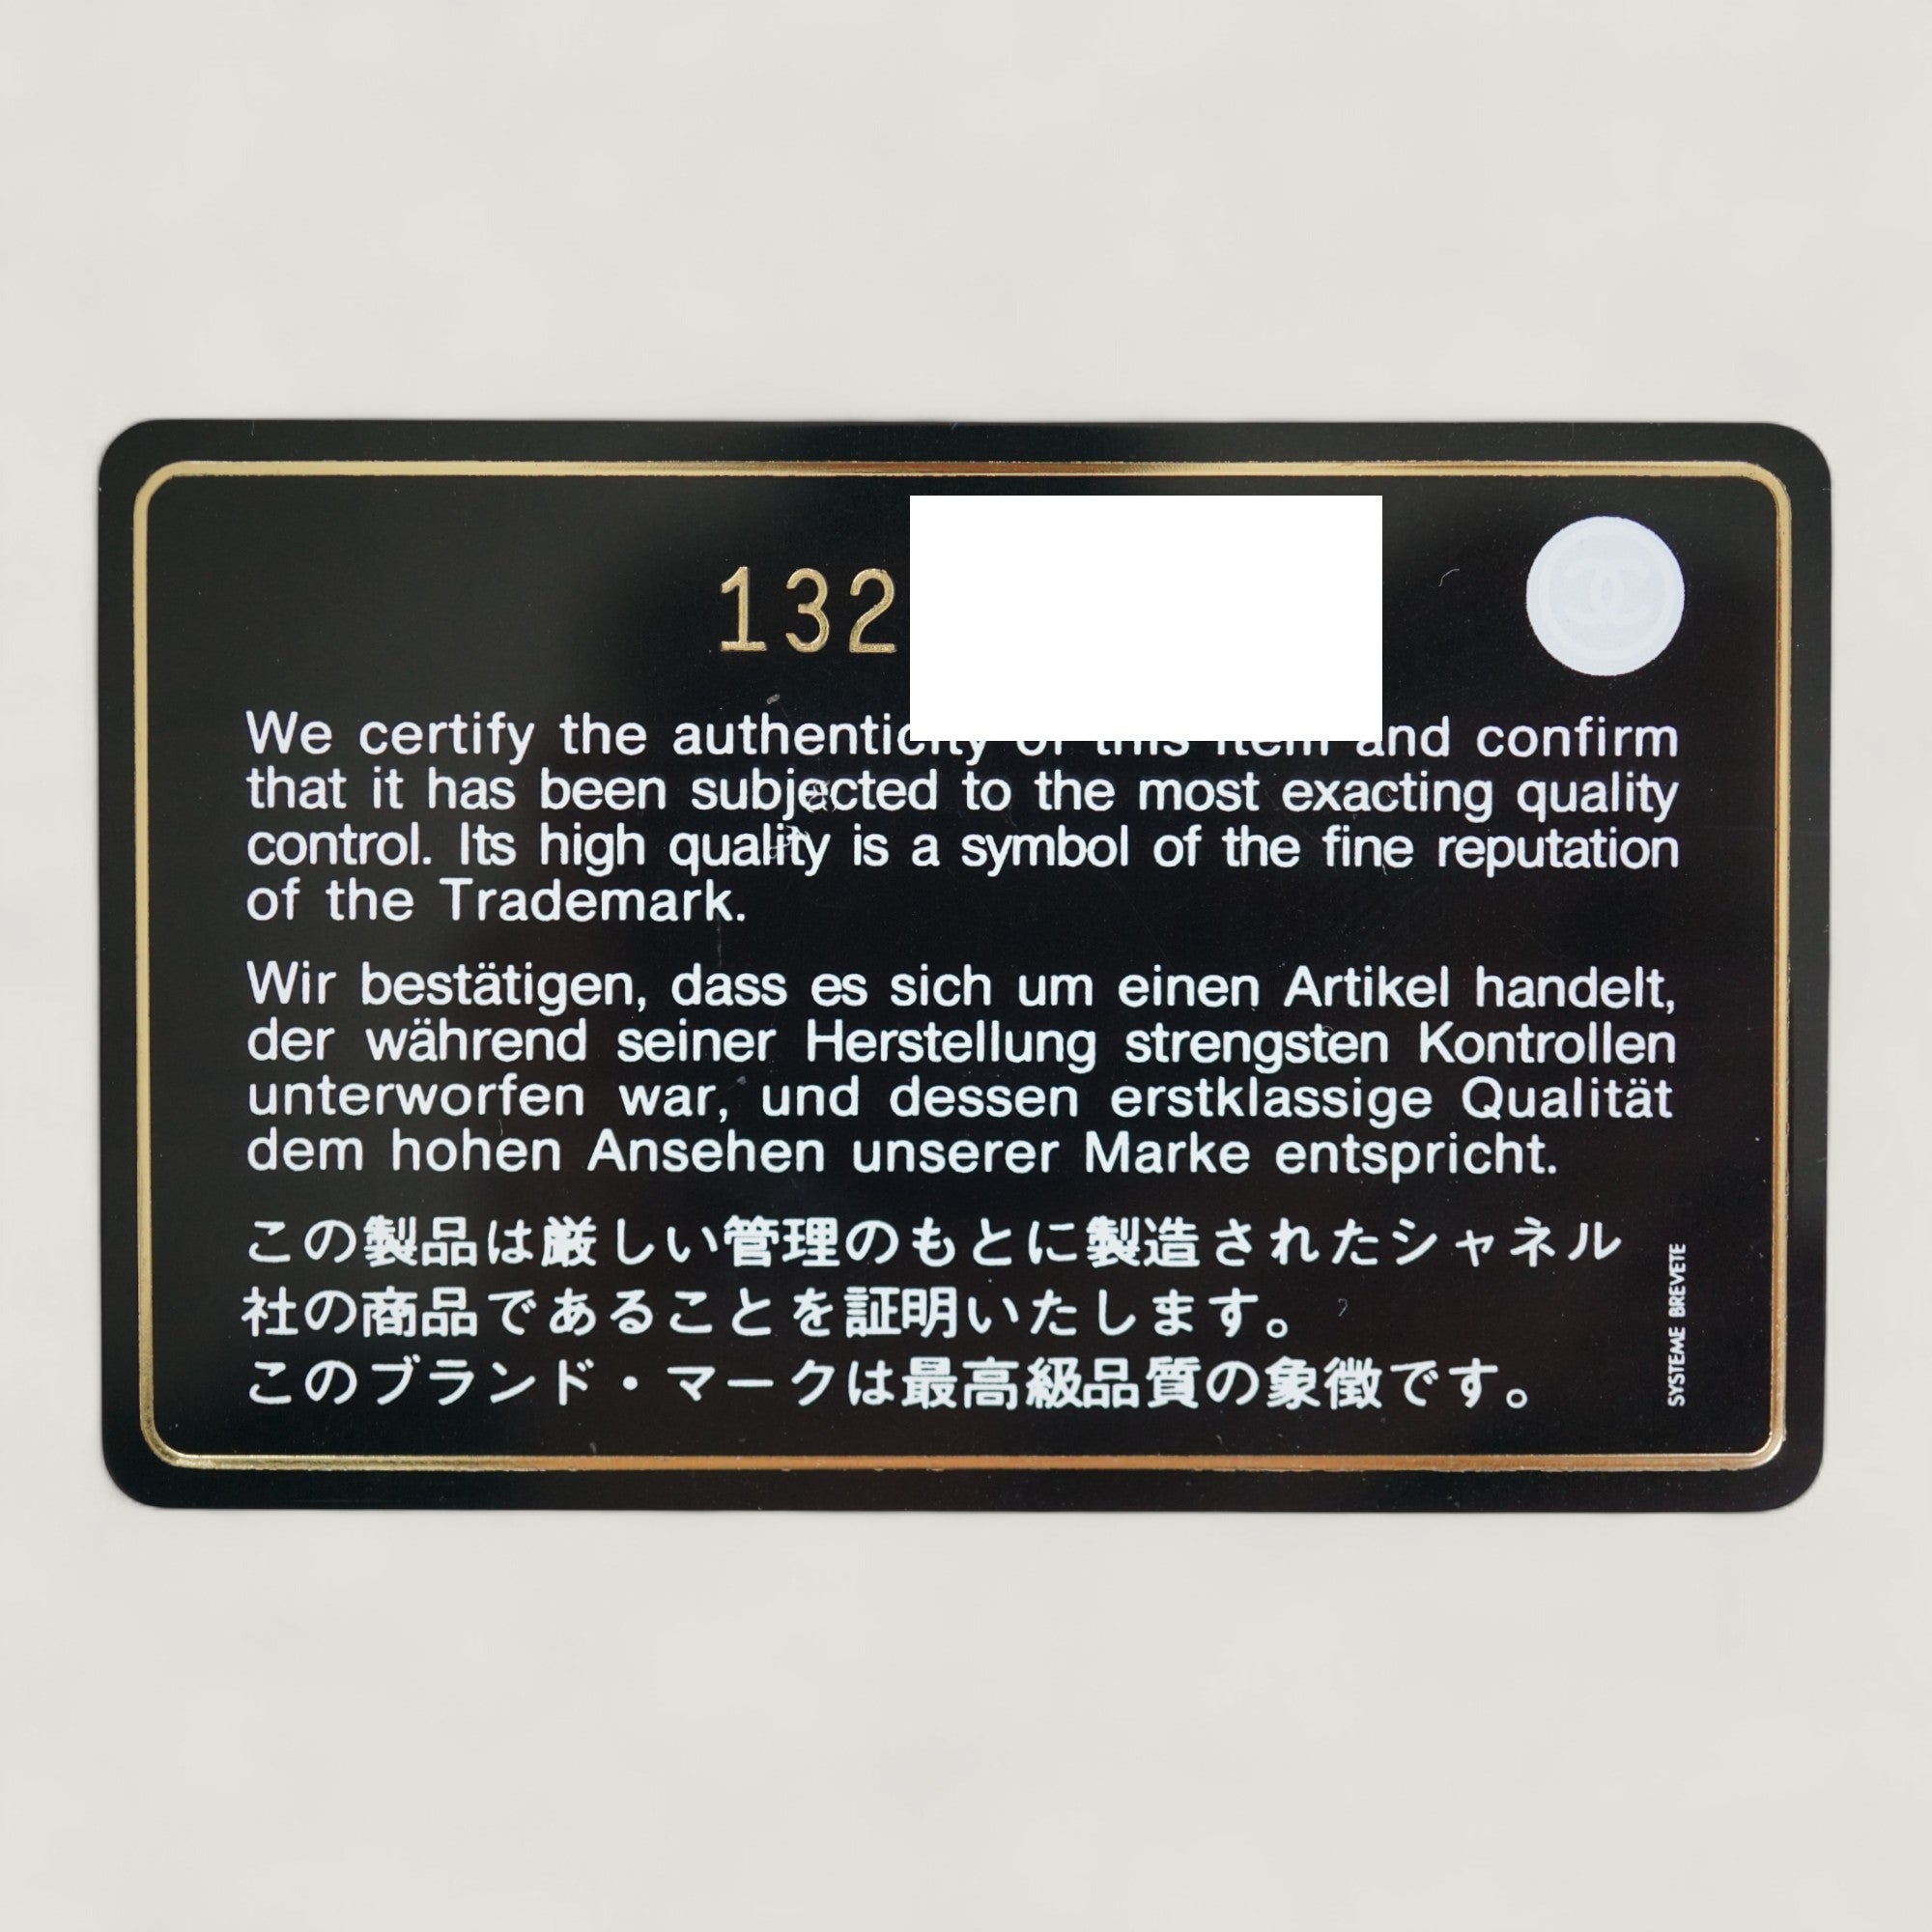 132
We certify the authenticity of this item and confirm
that it has been subjected to the most exacting quality
control. Its high quality is a symbol of the fine reputation
of the Trademark.
Wir bestätigen, dass es sich um einen Artikel handelt,
der während seiner Herstellung strengsten Kontrollen
unterworfen war, und dessen erstklassige Qualität
dem hohen Ansehen unserer Marke entspricht.
この製品は厳しい管理のもとに製造されたシャネル
社の商品であることを証明いたします。
このブランド・マークは最高級品質の象徴です。
SYSTEME BREVETE